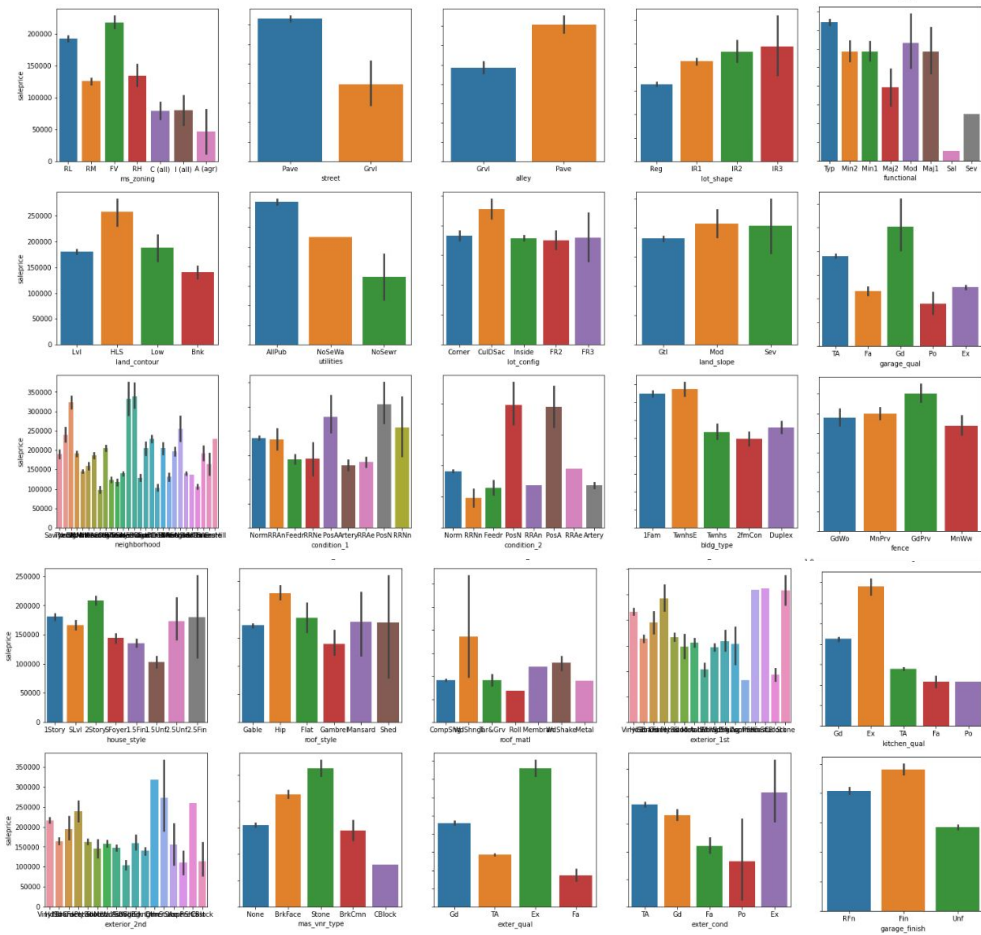 saleprice
200000
150000
100000
50000
0
RL RM FV RH C (all) I (all) A (agr)
ms_zoning
Pave Grvl
street
Grvl Pave
alley
Reg IR1 IR2 IR3
lot_shape
Typ Min2 Min1 Maj2 Mod Maj1 Sal Sev
functional
saleprice
250000
200000
150000
100000
50000
0
Lvl HLS Low Bnk
land_contour
AllPub NoSeWa NoSewr
utilities
Corner CulDSac Inside FR2 FR3
lot_config
Gtl Mod Sev
land_slope
TA Fa Gd Po Ex
garage_qual
saleprice
350000
300000
250000
200000
150000
100000
50000
0
neighborhood
Norm RRAn Feedr RRNe PosA Artery RRAe PosN RRNn
condition_1
Norm RRNn Feedr PosN RRAn PosA RRAe Artery
condition_2
1Fam TwnhsE Twnhs 2fmCon Duplex
bldg_type
GdWo MnPrv GdPrv MnWw
fence
saleprice
250000
200000
150000
100000
50000
0
1Story SLvl 2Story SFoyer 1.5Fin 1.5Unf 2.5Unf 2.5Fin
house_style
Gable Hip Flat Gambrel Mansard Shed
roof_style
CompShg WdShngl Tar&Grv Roll Membran WdShake Metal
roof_matl
exterior_1st
Gd Ex TA Fa Po
kitchen_qual
saleprice
350000
300000
250000
200000
150000
100000
50000
0
exterior_2nd
None BrkFace Stone BrkCmn CBlock
mas_vnr_type
Gd TA Ex Fa
exter_qual
TA Gd Fa Po Ex
exter_cond
RFn Fin Unf
garage_finish